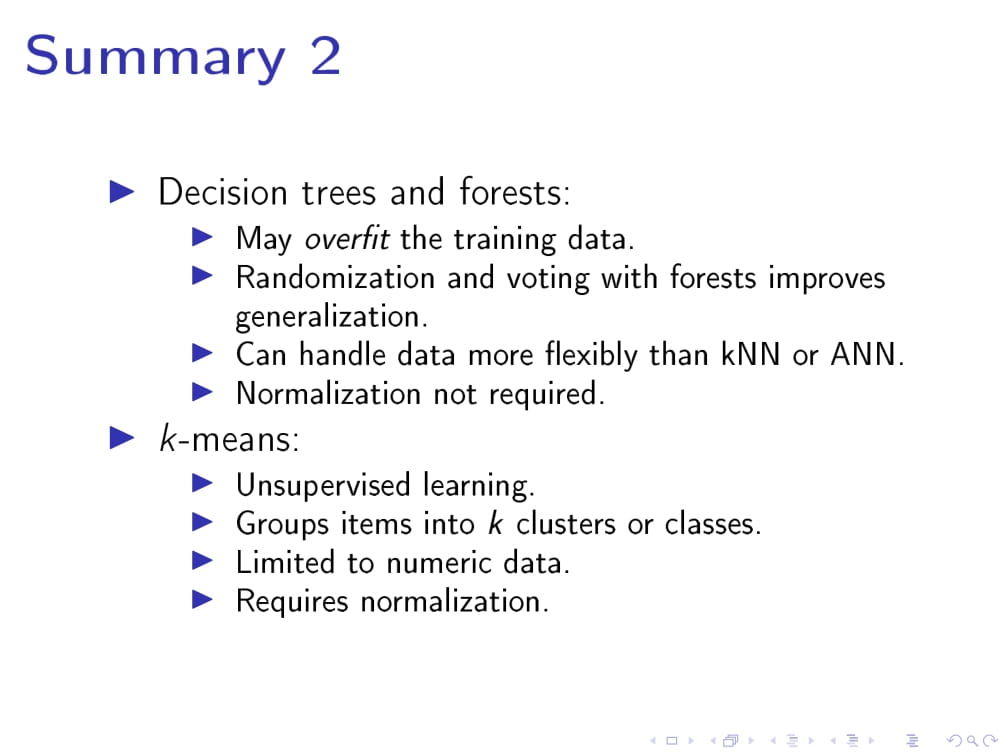 Summary 2
Decision trees and forests:
May overfit the training data.
Randomization and voting with forests improves
generalization.
Can handle data more flexibly than kNN or ANN.
Normalization not required.
k-means:
Unsupervised learning.
Groups items into k clusters or classes.
Limited to numeric data.
Requires normalization.